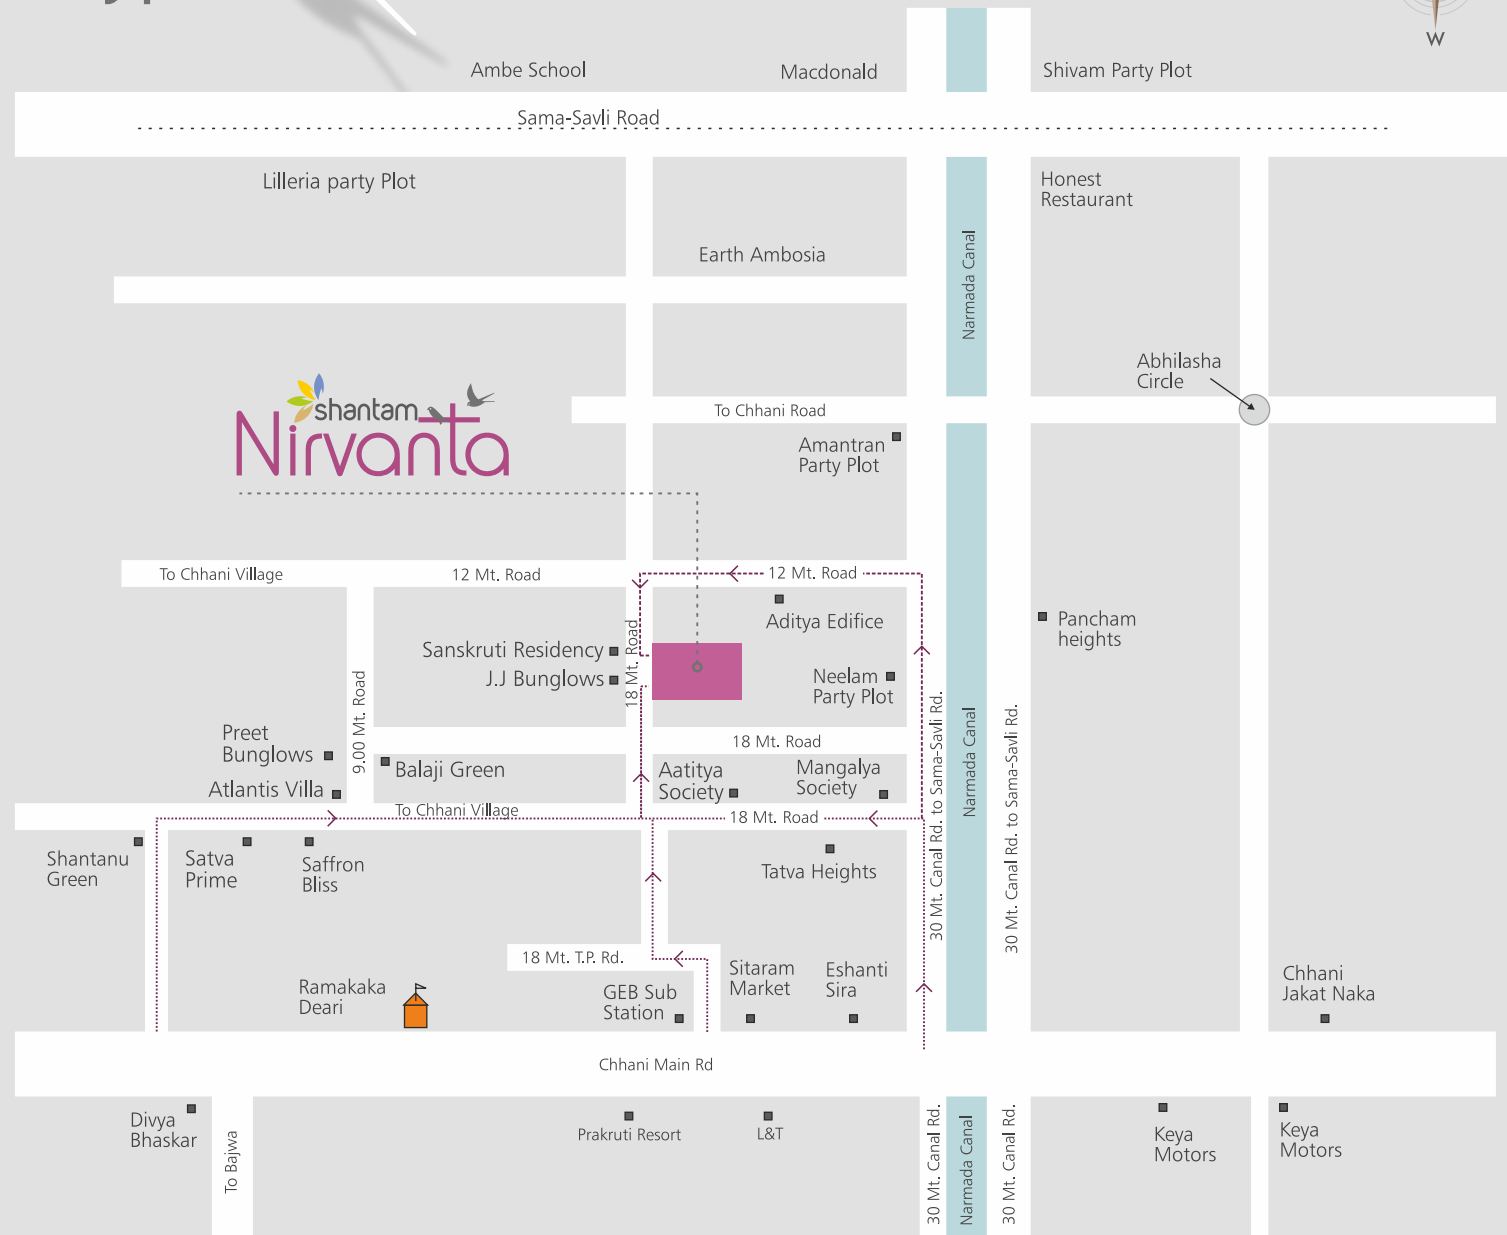 W
Ambe School
Macdonald
Shivam Party Plot
Sama-Savli Road
Lilleria party Plot
Honest
Restaurant
Earth Ambosia
Narmada Canal
Abhilasha
Circle
shantam
Nirvanta
To Chhani Road
Amantran
Party Plot
To Chhani Village
12 Mt. Road
12 Mt. Road
Aditya Edifice
Pancham
heights
Sanskruti Residency
J.J Bunglows
18 Mt. Road
Neelam
Party Plot
9.00 Mt. Road
30 Mt. Canal Rd. to Sama-Savli Rd.
Narmada Canal
30 Mt. Canal Rd. to Sama-Savli Rd.
Preet
Bunglows
18 Mt. Road
Balaji Green
Aatitya
Society
Mangalya
Society
Atlantis Villa
To Chhani Village
18 Mt. Road
Shantanu
Green
Satva
Prime
Saffron
Bliss
Tatva Heights
18 Mt. T.P. Rd.
Sitaram
Market
Eshanti
Sira
Chhani
Jakat Naka
Ramakaka
Deari
GEB Sub
Station
Chhani Main Rd
Divya
Bhaskar
To Bajwa
Prakruti Resort
L&T
30 Mt. Canal Rd.
Narmada Canal
30 Mt. Canal Rd.
Keya
Motors
Keya
Motors